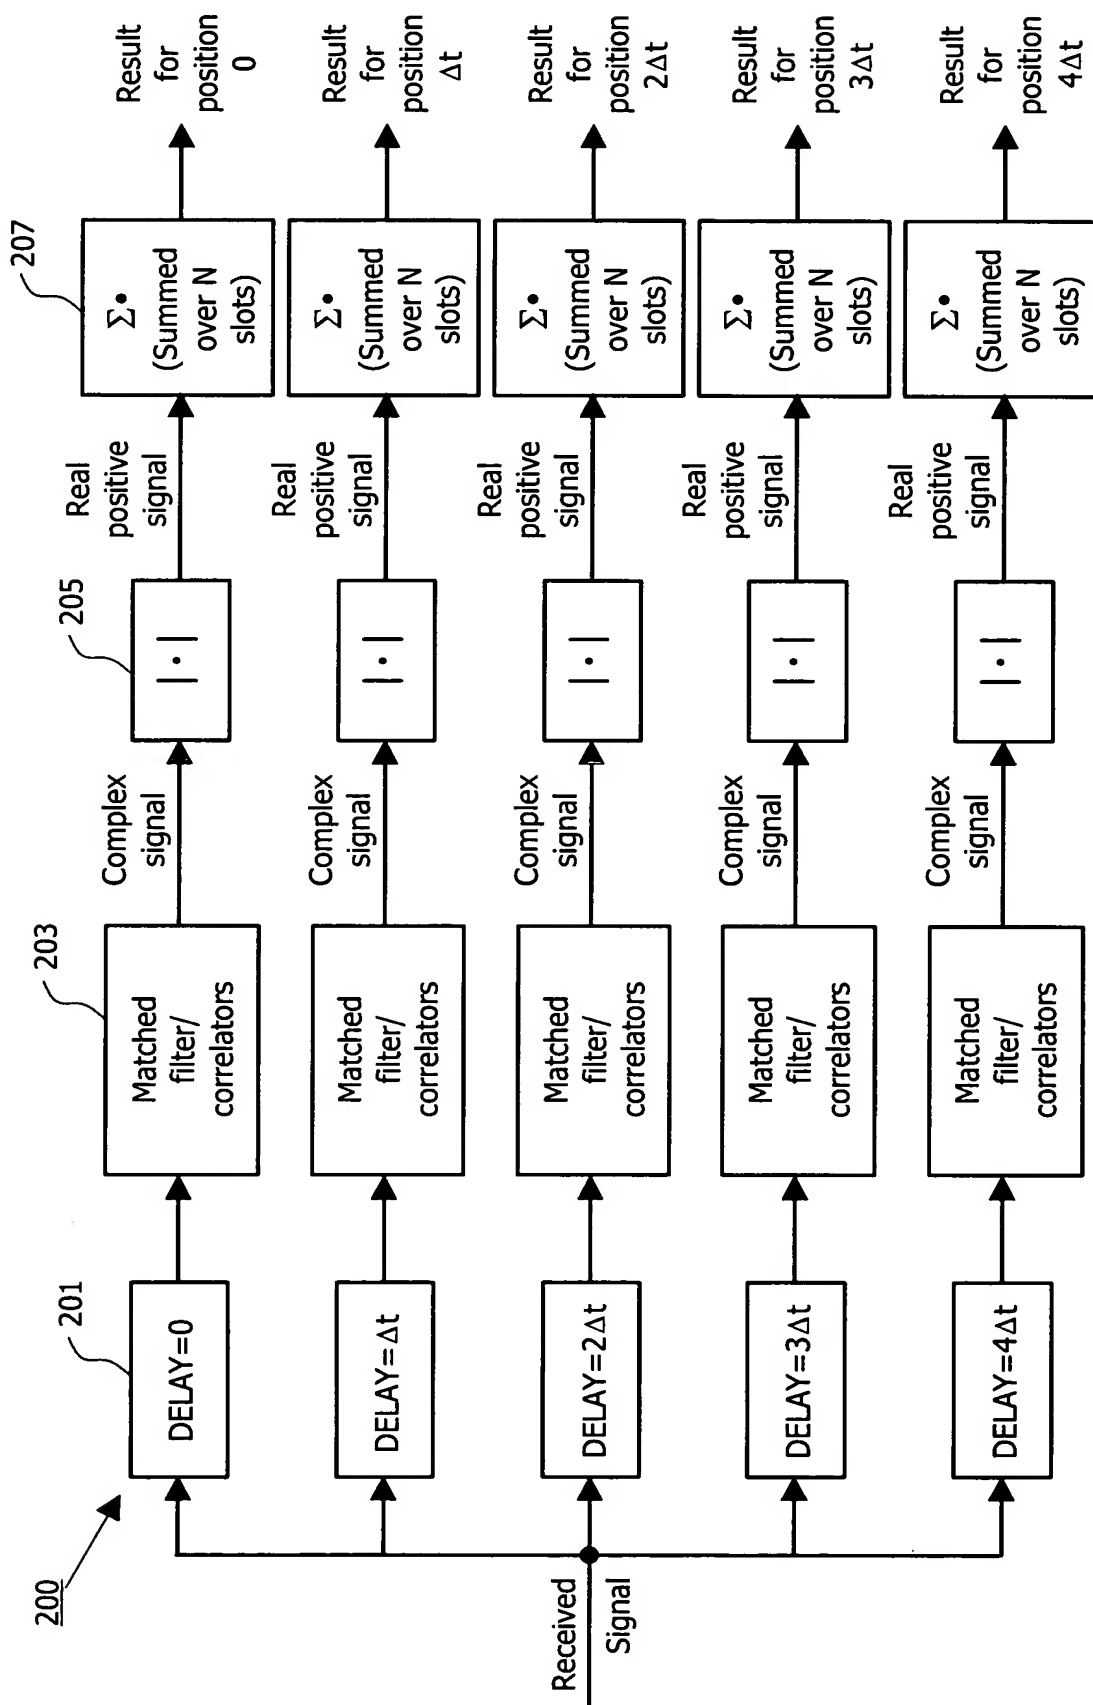 200
Received
Signal
201
DELAY=0
203
Matched
filter/
correlators
Complex
signal
205
|•|
Real
positive
signal
207
Σ•
(Summed
over N
slots)
Result
for
position
0
DELAY=Δt
Matched
filter/
correlators
Complex
signal
|•|
Real
positive
signal
Σ•
(Summed
over N
slots)
Result
for
position
Δt
DELAY=2Δt
Matched
filter/
correlators
Complex
signal
|•|
Real
positive
signal
Σ•
(Summed
over N
slots)
Result
for
position
2Δt
DELAY=3Δt
Matched
filter/
correlators
Complex
signal
|•|
Real
positive
signal
Σ•
(Summed
over N
slots)
Result
for
position
3Δt
DELAY=4Δt
Matched
filter/
correlators
Complex
signal
|•|
Real
positive
signal
Σ•
(Summed
over N
slots)
Result
for
position
4Δt